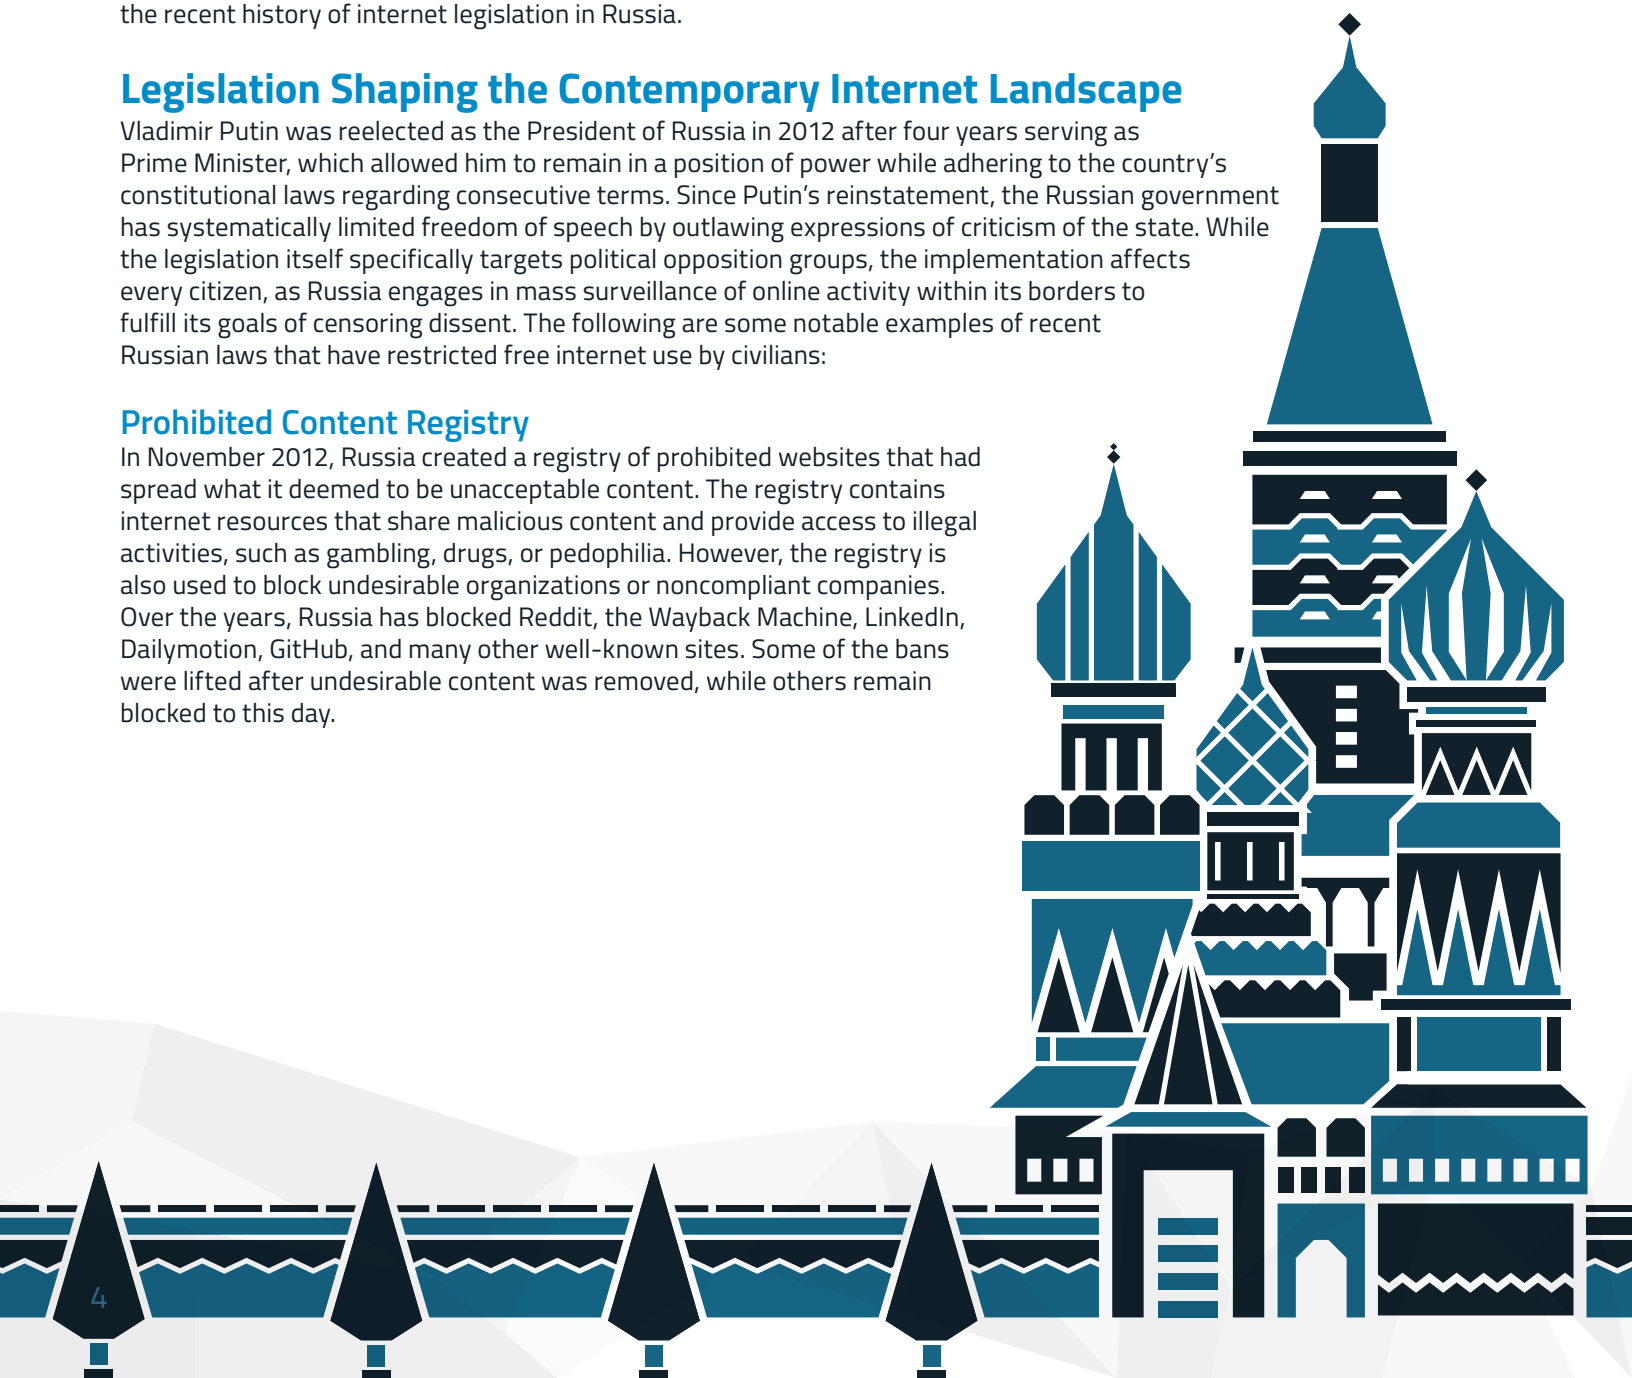 the recent history of internet legislation in Russia.
Legislation Shaping the Contemporary Internet Landscape
Vladimir Putin was reelected as the President of Russia in 2012 after four years serving as
Prime Minister, which allowed him to remain in a position of power while adhering to the country’s
constitutional laws regarding consecutive terms. Since Putin’s reinstatement, the Russian government
has systematically limited freedom of speech by outlawing expressions of criticism of the state. While
the legislation itself specifically targets political opposition groups, the implementation affects
every citizen, as Russia engages in mass surveillance of online activity within its borders to
fulfill its goals of censoring dissent. The following are some notable examples of recent
Russian laws that have restricted free internet use by civilians:
Prohibited Content Registry
In November 2012, Russia created a registry of prohibited websites that had
spread what it deemed to be unacceptable content. The registry contains
internet resources that share malicious content and provide access to illegal
activities, such as gambling, drugs, or pedophilia. However, the registry is
also used to block undesirable organizations or noncompliant companies.
Over the years, Russia has blocked Reddit, the Wayback Machine, LinkedIn,
Dailymotion, GitHub, and many other well-known sites. Some of the bans
were lifted after undesirable content was removed, while others remain
blocked to this day.
4